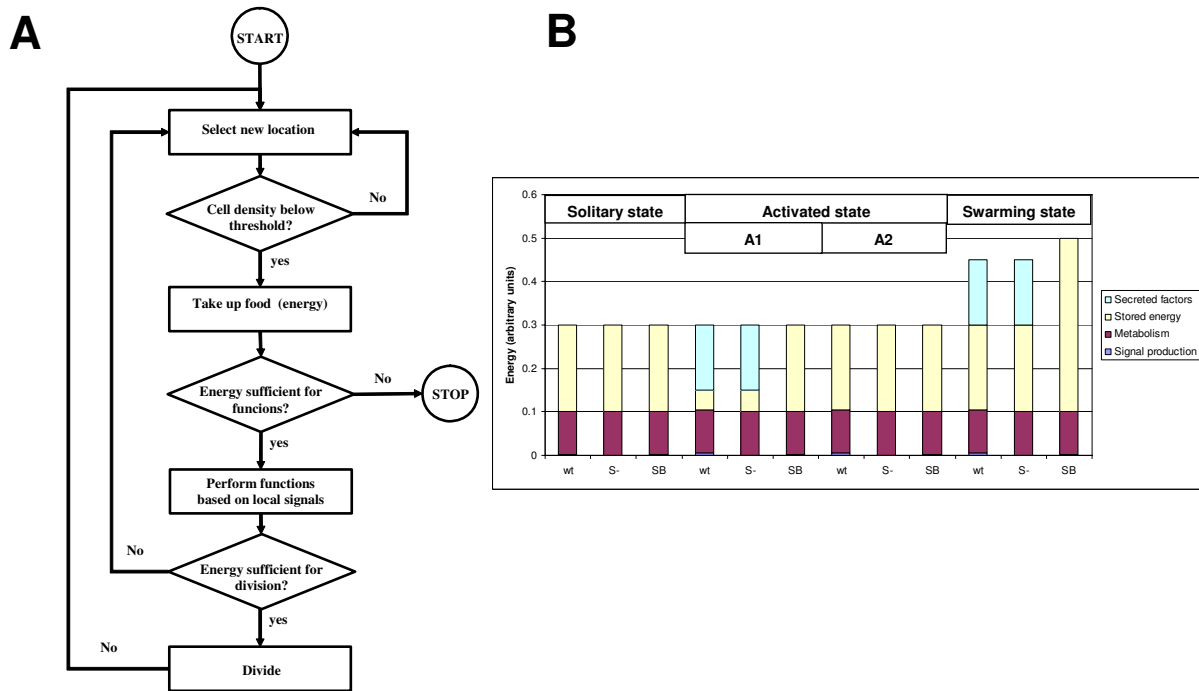 A
START
Select new location
No
Cell density below
threshold?
yes
Take up food (energy)
Energy sufficient for
funcions?
No
STOP
yes
Perform functions
based on local signals
No
Energy sufficient for
division?
yes
No
Divide
B
Energy (arbitrary units)
0.6
0.5
0.4
0.3
0.2
0.1
0
Solitary state
Activated state
Swarming state
A1
A2
wt
S-
SB
wt
S-
SB
wt
S-
SB
wt
S-
SB
Secreted factors
Stored energy
Metabolism
Signal production